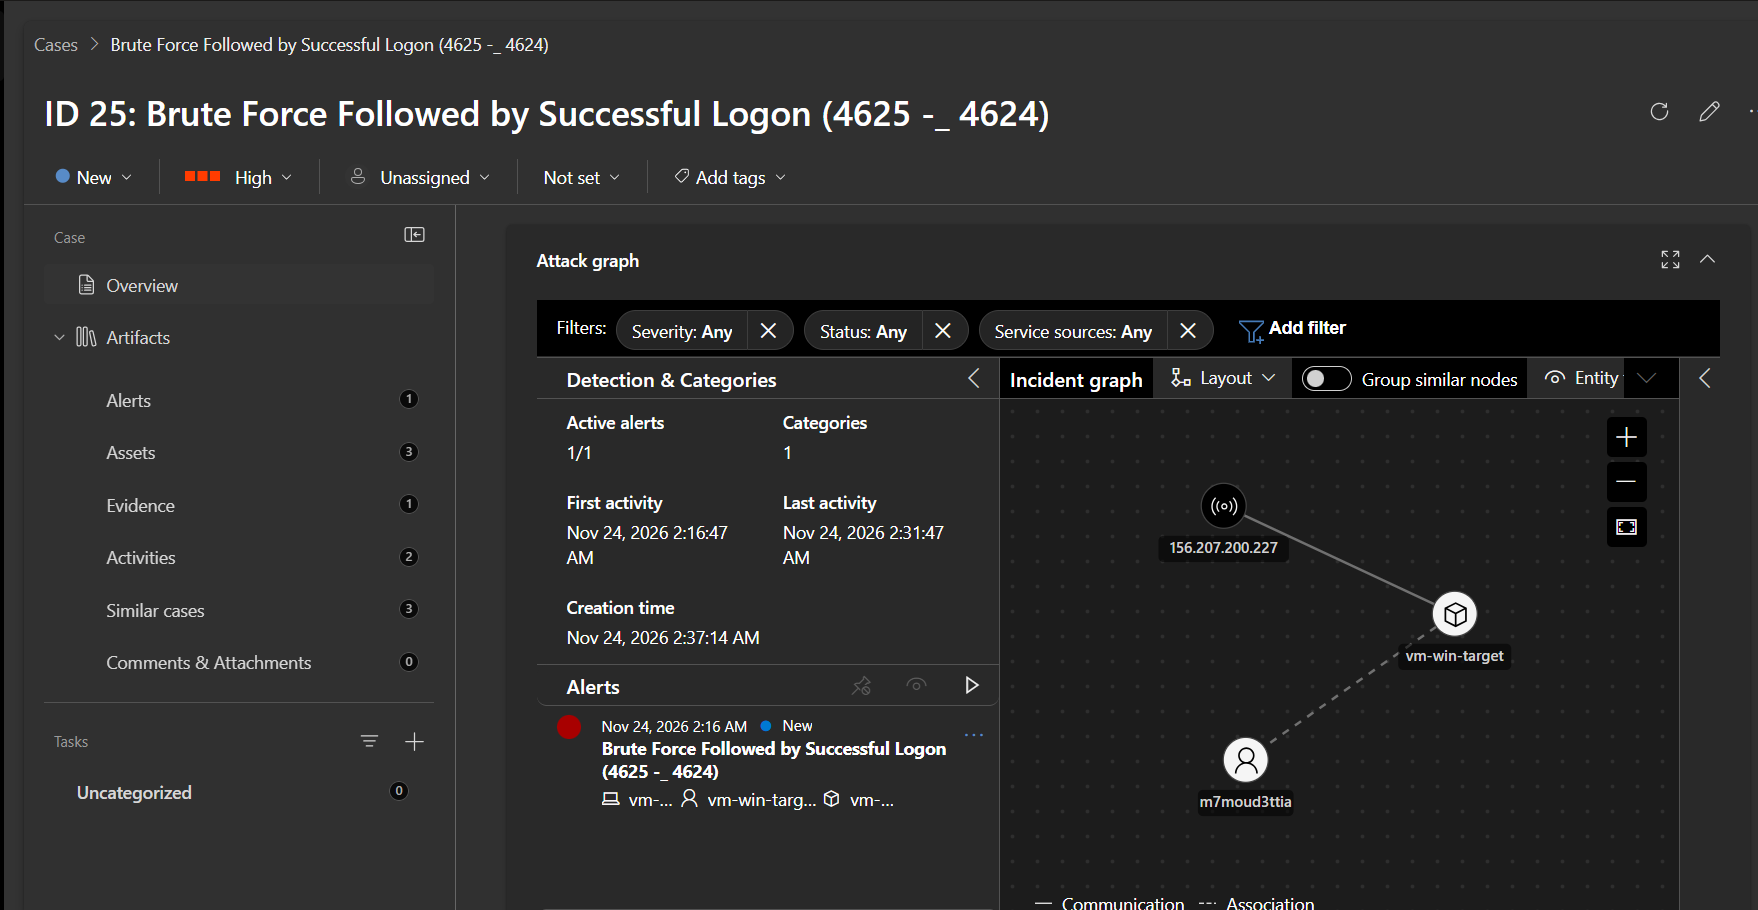 Cases > Brute Force Followed by Successful Logon (4625 -_ 4624)
ID 25: Brute Force Followed by Successful Logon (4625 -_ 4624)
New
High
Unassigned
Not set
Add tags
Case
Overview
Artifacts
Alerts 1
Assets 3
Evidence 1
Activities 2
Similar cases 3
Comments & Attachments 0
Tasks
Uncategorized 0
Attack graph
Filters: Severity: Any Status: Any Service sources: Any Add filter
Detection & Categories
Active alerts Categories
1/1 1
First activity Last activity
Nov 24, 2026 2:16:47 Nov 24, 2026 2:31:47
AM AM
Creation time
Nov 24, 2026 2:37:14 AM
Alerts
Nov 24, 2026 2:16 AM New
Brute Force Followed by Successful Logon
(4625 -_ 4624)
vm-... vm-win-targ... vm-...
Incident graph Layout Group similar nodes Entity
156.207.200.227
vm-win-target
m7moud3ttia
Communication Association